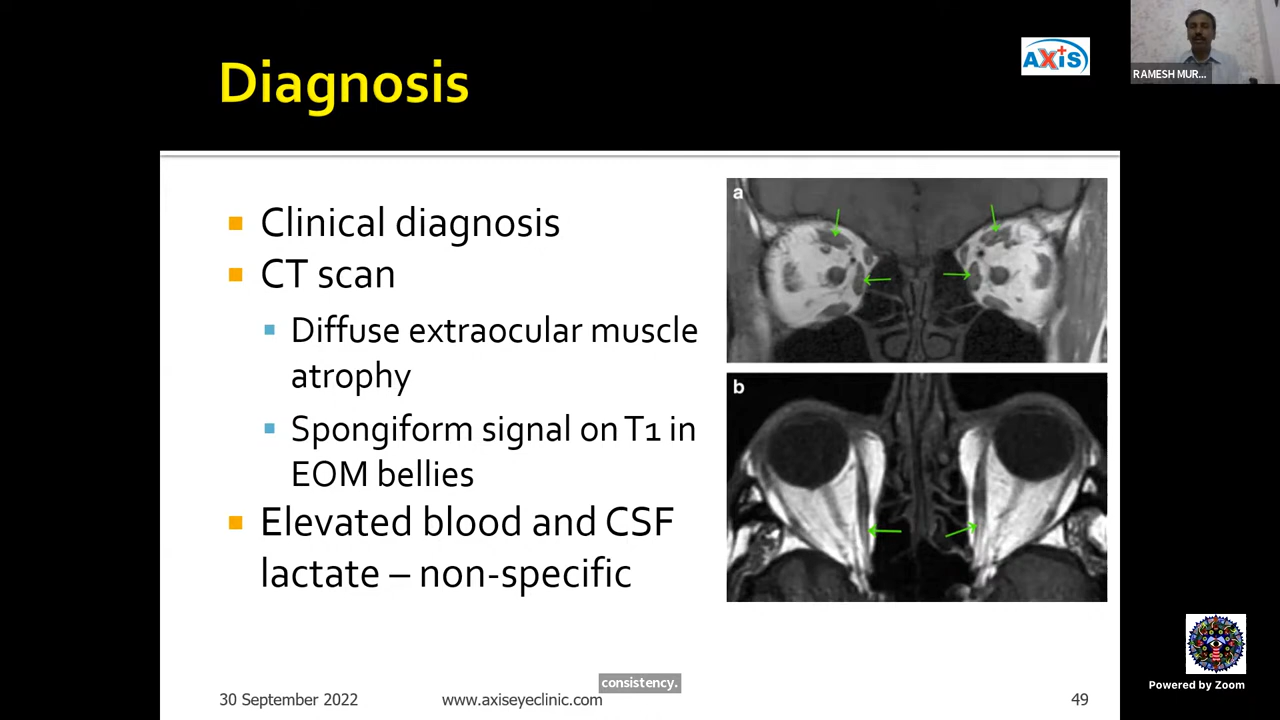 Diagnosis
AXiS
RAMESH MUR...
Clinical diagnosis
CT scan
Diffuse extraocular muscle
atrophy
Spongiform signal on T1 in
EOM bellies
Elevated blood and CSF
lactate – non-specific
a
b
consistency.
30 September 2022
www.axiseyeclinic.com
49
Powered by Zoom